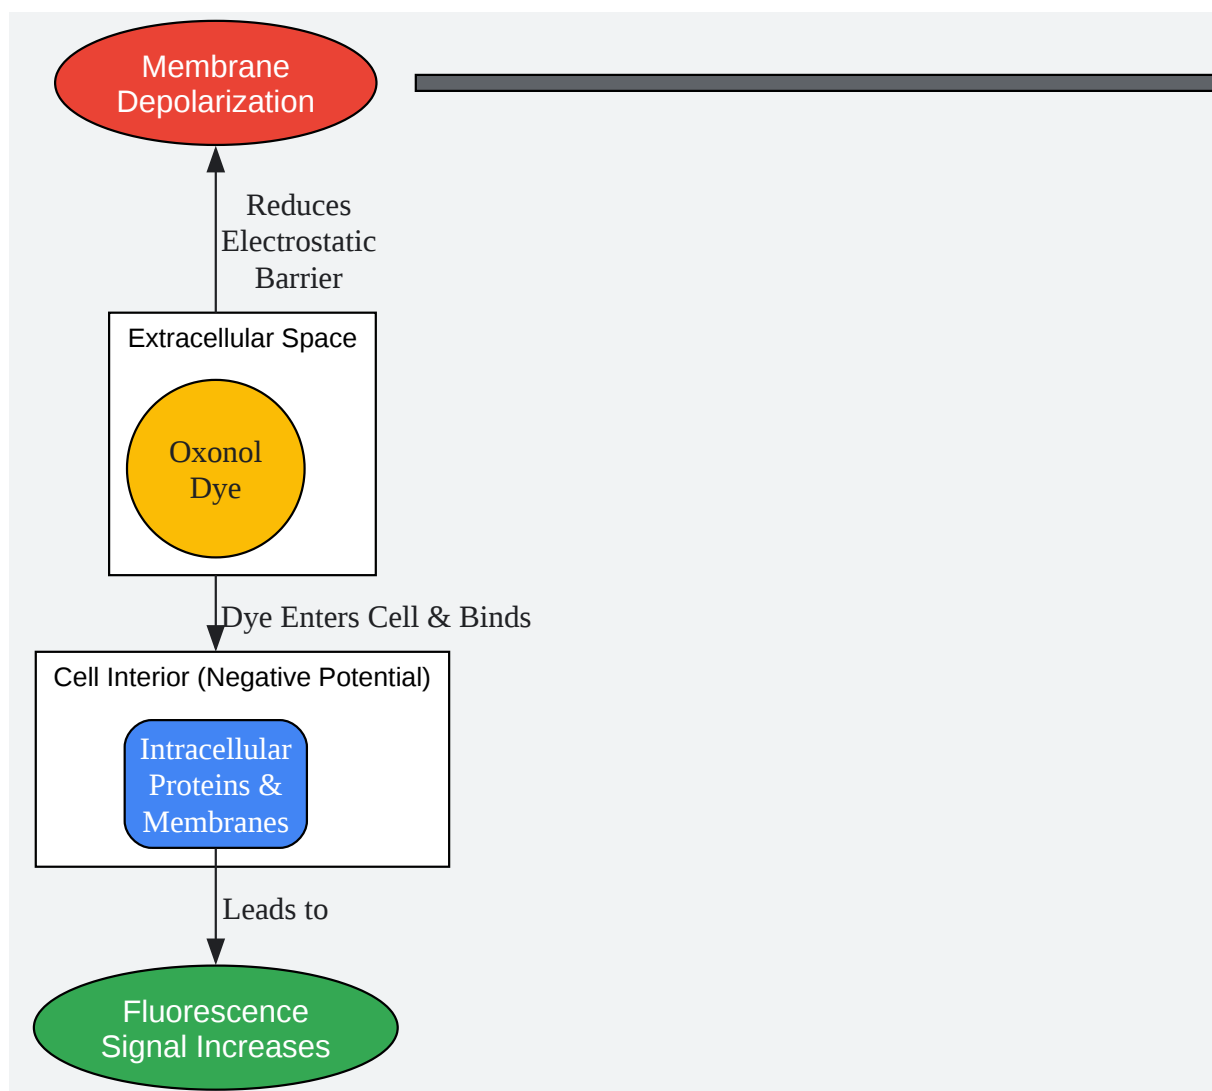 Membrane
Depolarization
Reduces
Electrostatic
Barrier
Extracellular Space
Oxonol
Dye
Dye Enters Cell & Binds
Cell Interior (Negative Potential)
Intracellular
Proteins &
Membranes
Leads to
Fluorescence
Signal Increases